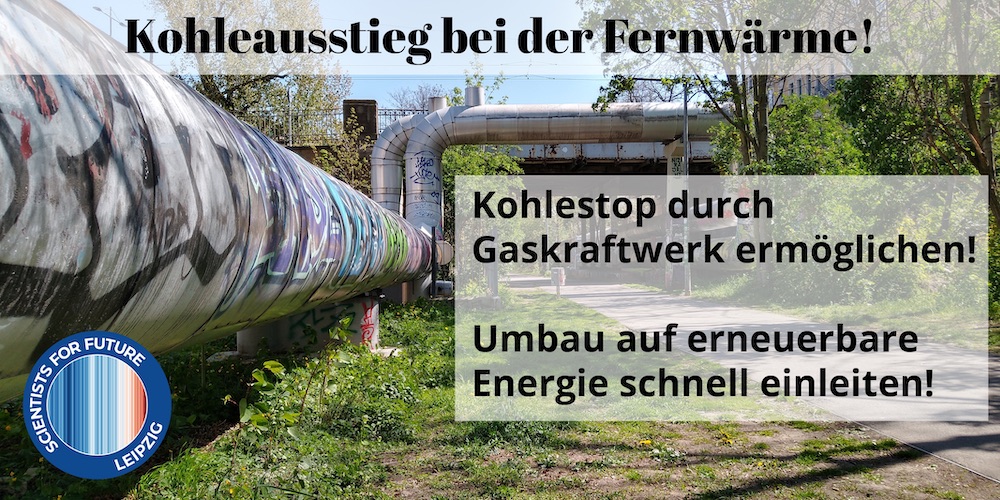 Kohleausstieg bei der Fernwärme!
Kohlestop durch
Gaskraftwerk ermöglichen!
Umbau auf erneuerbare
Energie schnell einleiten!
SCIENTISTS FOR FUTURE
LEIPZIG